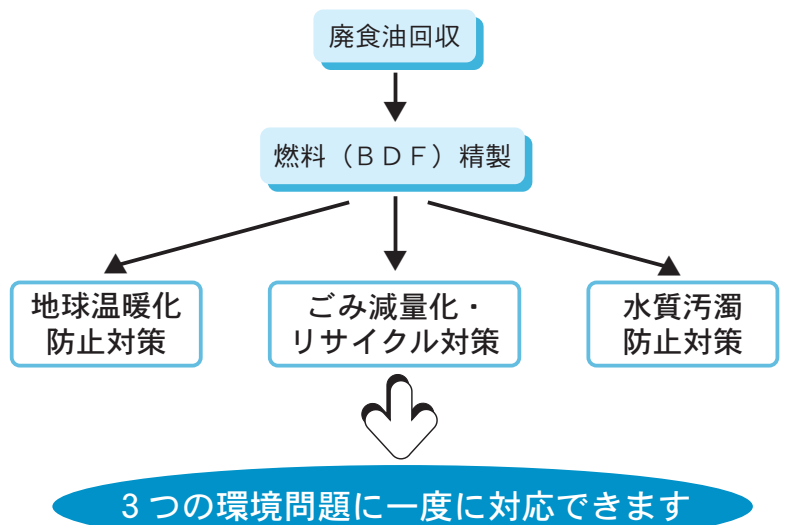 廃食油回収
燃料（ＢＤＦ）精製
地球温暖化
防止対策
ごみ減量化・
リサイクル対策
水質汚濁
防止対策
3つの環境問題に一度に対応できます